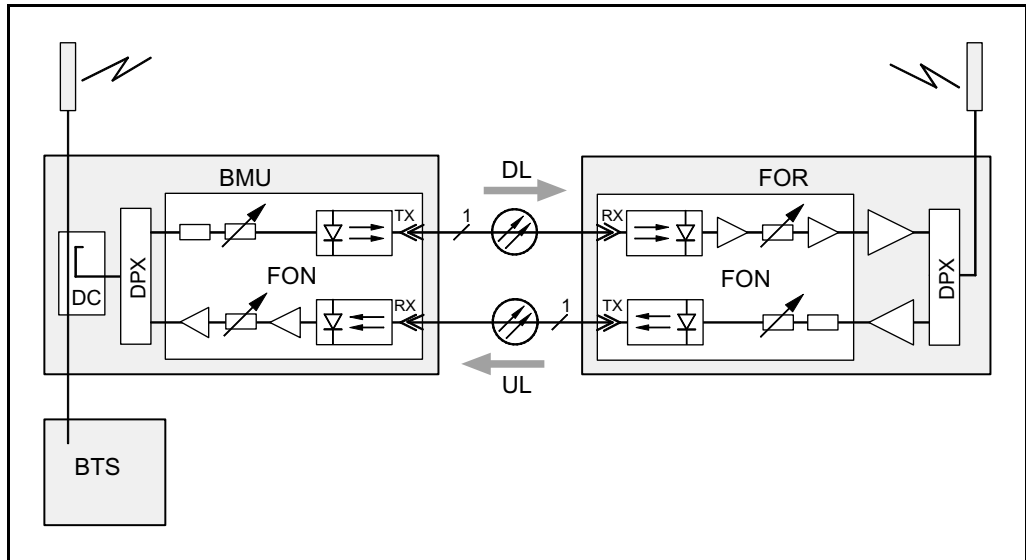 DL
BMU
FOR
TX
1
RX
DC
DPX
FON
FON
DPX
RX
1
TX
UL
BTS